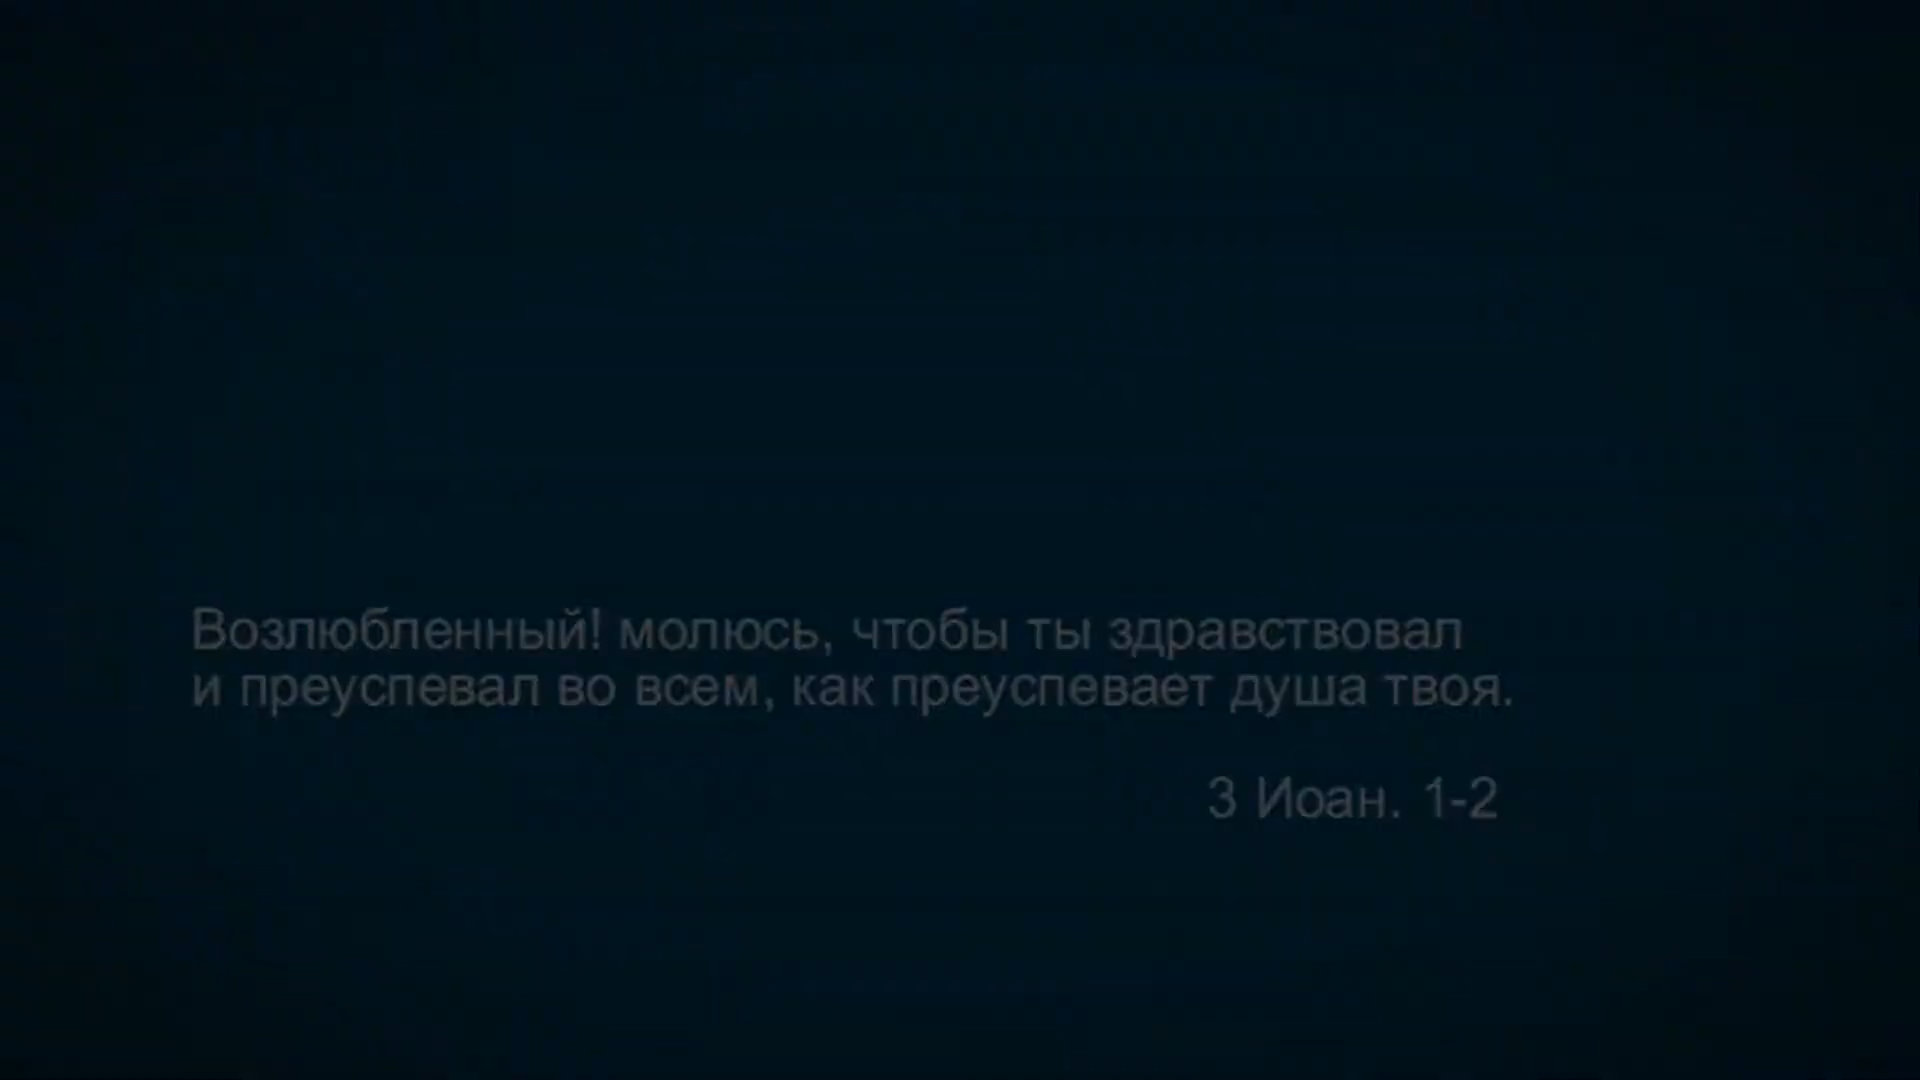 Возлюбленный! молюсь, чтобы ты здравствовал
и преуспевал во всем, как преуспевает душа твоя.
3 Иоан. 1-2